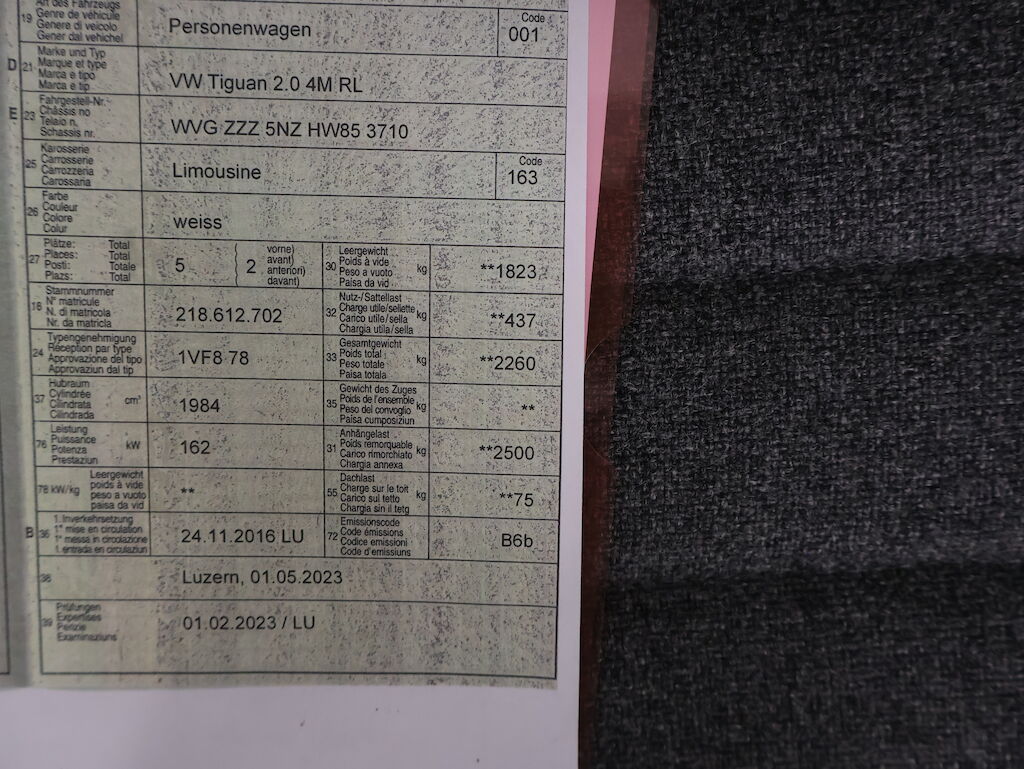 Art des Fahrzeugs
19 Genre de véhicule
Genere di veicolo
Gener dal vehichel
Personenwagen
Code
001
D 21 Marke und Typ
Marque et type
Marca e tipo
Marca e tip
VW Tiguan 2.0 4M RL
E 23 Fahrgestell-Nr.
Châssis no
Telaio n.
Schassis nr.
WVG ZZZ 5NZ HW85 3710
25 Karosserie
Carrosserie
Carrozzeria
Carossaria
Limousine
Code
163
26 Farbe
Couleur
Colore
Colur
weiss
27 Plätze: Total
Places: Total
Posti: Totale
Plazs: Total
5
( 2 vorne)
avant)
anteriori)
davant)
30 Leergewicht
Poids à vide
Peso a vuoto
Paisa da vid
kg
**1823
16 Stammnummer
N° matricule
N. di matricola
Nr. da matricla
218.612.702
32 Nutz-/Sattellast
Charge utile/sellette
Carico utile/sella
Chargia utila/sella
kg
**437
24 Typengenehmigung
Réception par type
Approvazione del tipo
Approvaziun dal tip
1VF8 78
33 Gesamtgewicht
Poids total
Peso totale
Paisa totala
kg
**2260
37 Hubraum
Cylindrée
Cilindrata
Cilindrada
cm³
1984
35 Gewicht des Zuges
Poids de l'ensemble
Peso del convoglio
Paisa cumposiziun
kg
**
76 Leistung
Puissance
Potenza
Prestaziun
kW
162
31 Anhängelast
Poids remorquable
Carico rimorchiato
Chargia annexa
kg
**2500
78 kW/kg Leergewicht
poids à vide
peso a vuoto
paisa da vid
**
55 Dachlast
Charge sur le toit
Carico sul tetto
Chargia sin il tetg
kg
**75
B 36 1. Inverkehrsetzung
1re mise en circulation
1a messa in circolazione
1. entrada en circulaziun
24.11.2016 LU
72 Emissionscode
Code émissions
Codice emissioni
Code d'emissiuns
B6b
38
Luzern, 01.05.2023
39 Prüfungen
Expertises
Perizie
Examinaziuns
01.02.2023 / LU